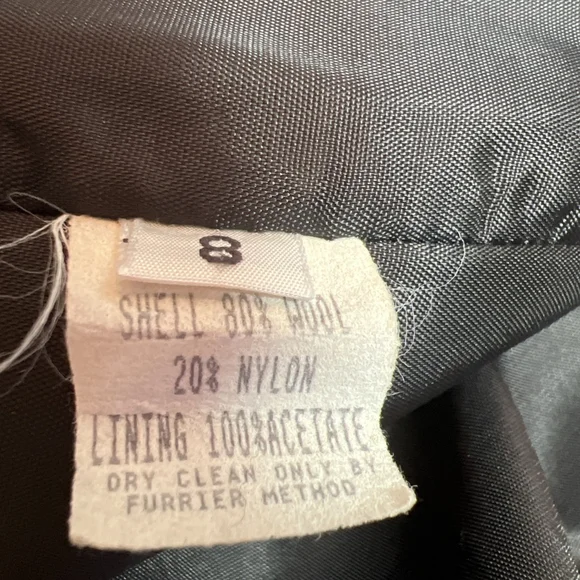 8
SHELL 80% WOOL
20% NYLON
LINING 100%ACETATE
DRY CLEAN ONLY BY
FURRIER METHOD